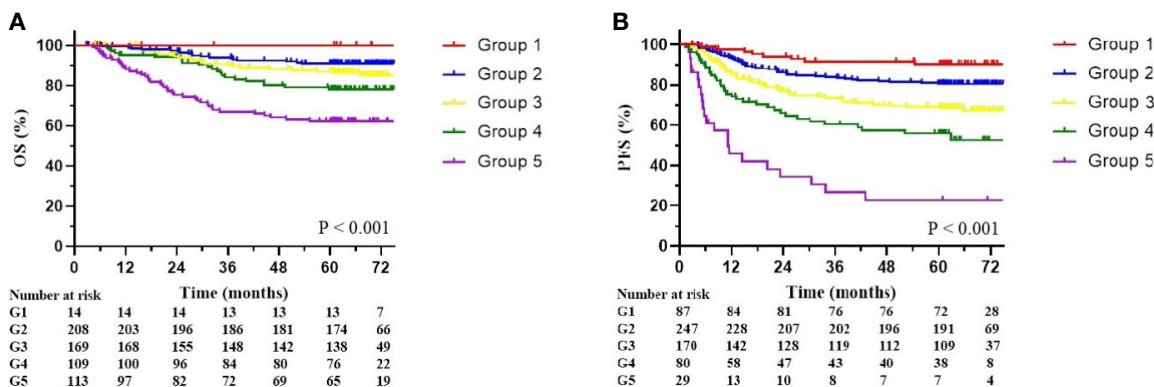 A
OS (%)
100
80
60
40
20
0
0 12 24 36 48 60 72
P < 0.001
Group 1
Group 2
Group 3
Group 4
Group 5
Time (months)
Number at risk
G1 14 14 14 13 13 13 7
G2 208 203 196 186 181 174 66
G3 169 168 155 148 142 138 49
G4 109 100 96 84 80 76 22
G5 113 97 82 72 69 65 19
B
PFS (%)
100
80
60
40
20
0
0 12 24 36 48 60 72
P < 0.001
Group 1
Group 2
Group 3
Group 4
Group 5
Time (months)
Number at risk
G1 87 84 81 76 76 72 28
G2 247 228 207 202 196 191 69
G3 170 142 128 119 112 109 37
G4 80 58 47 43 40 38 8
G5 29 13 10 8 7 7 4